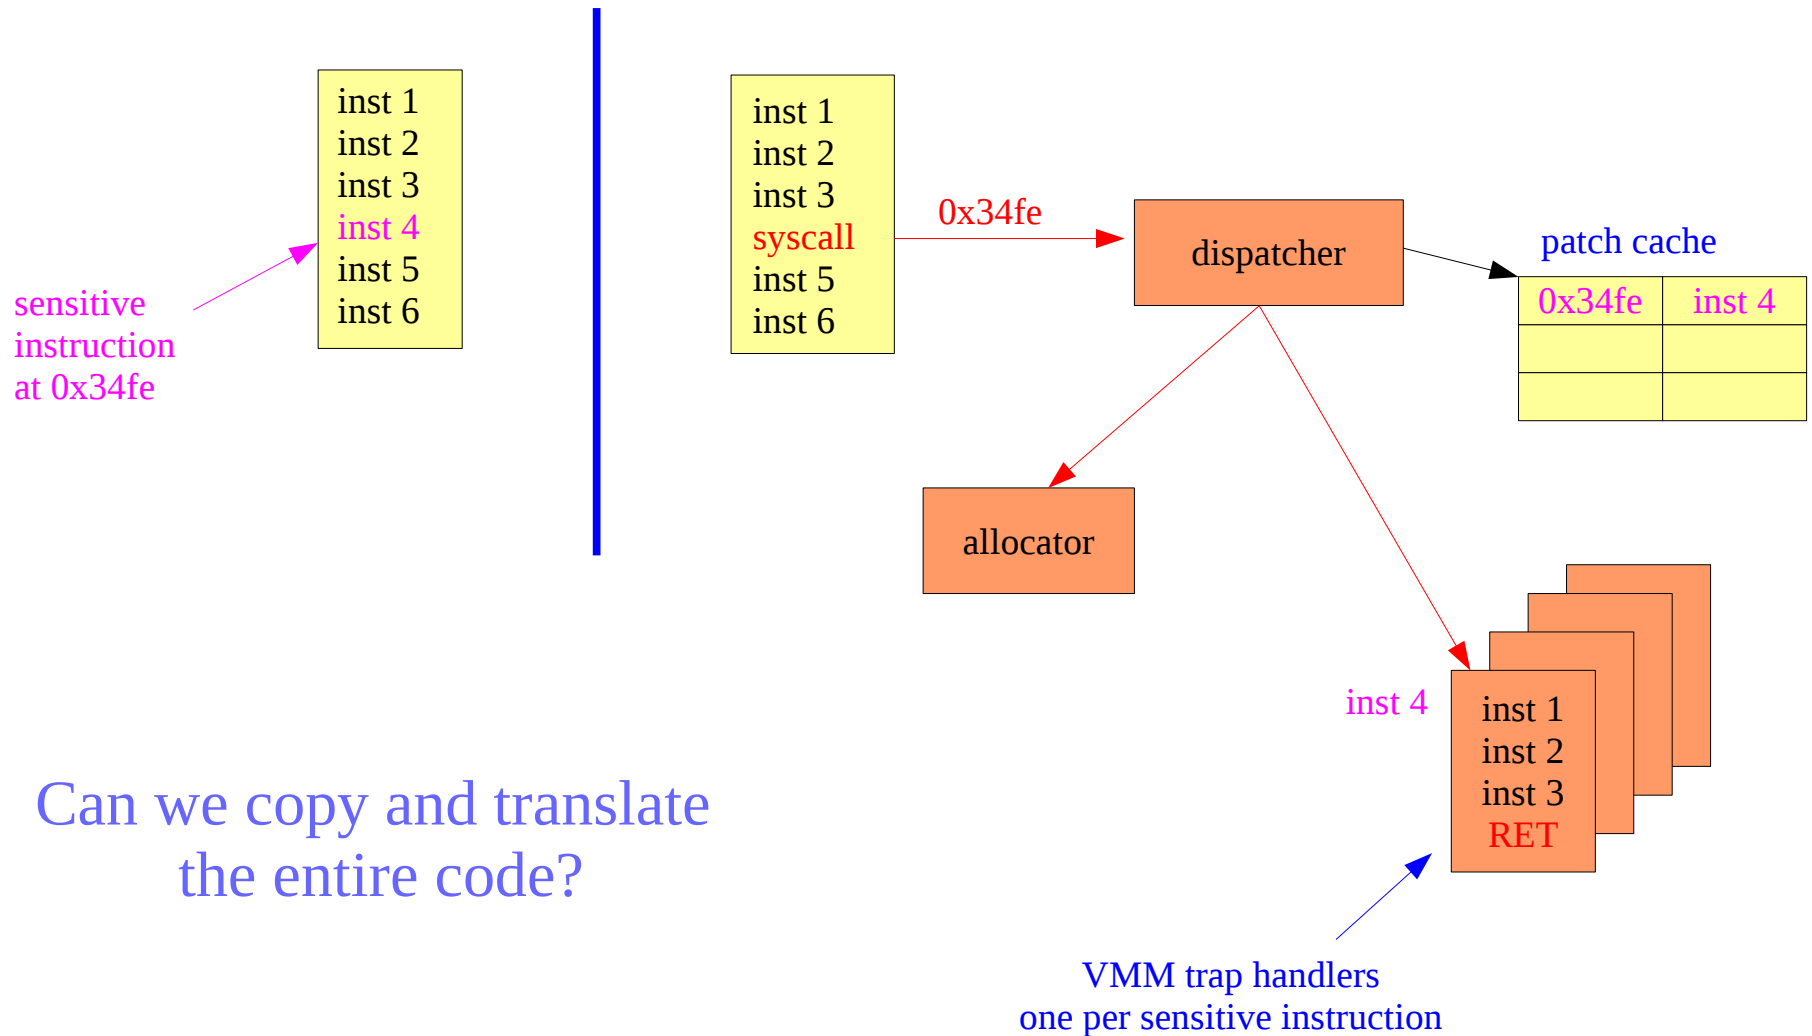 inst 1
inst 2
inst 3
inst 4
inst 5
inst 6
sensitive
instruction
at 0x34fe
inst 1
inst 2
inst 3
syscall
inst 5
inst 6
0x34fe
dispatcher
patch cache
0x34fe inst 4
allocator
inst 4
inst 1
inst 2
inst 3
RET
Can we copy and translate
the entire code?
VMM trap handlers
one per sensitive instruction